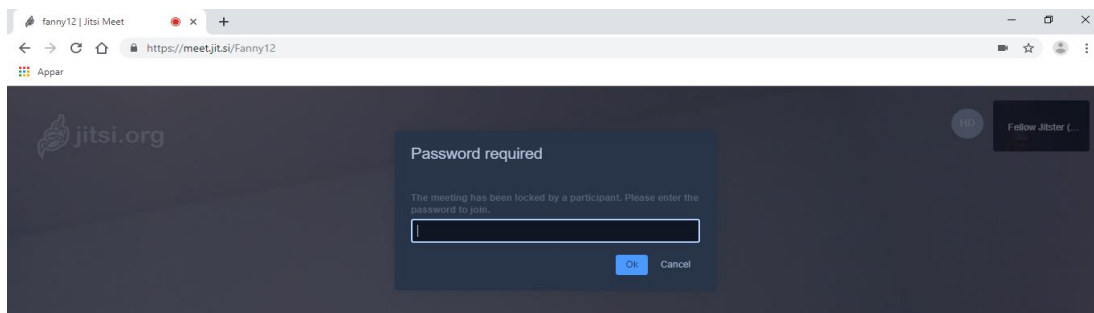 fanny12 | Jitsi Meet
https://meet.jit.si/Fanny12
Appar
jitsi.org
HD
Fellow Jitster (...
Password required
The meeting has been locked by a participant. Please enter the
password to join.
Ok Cancel